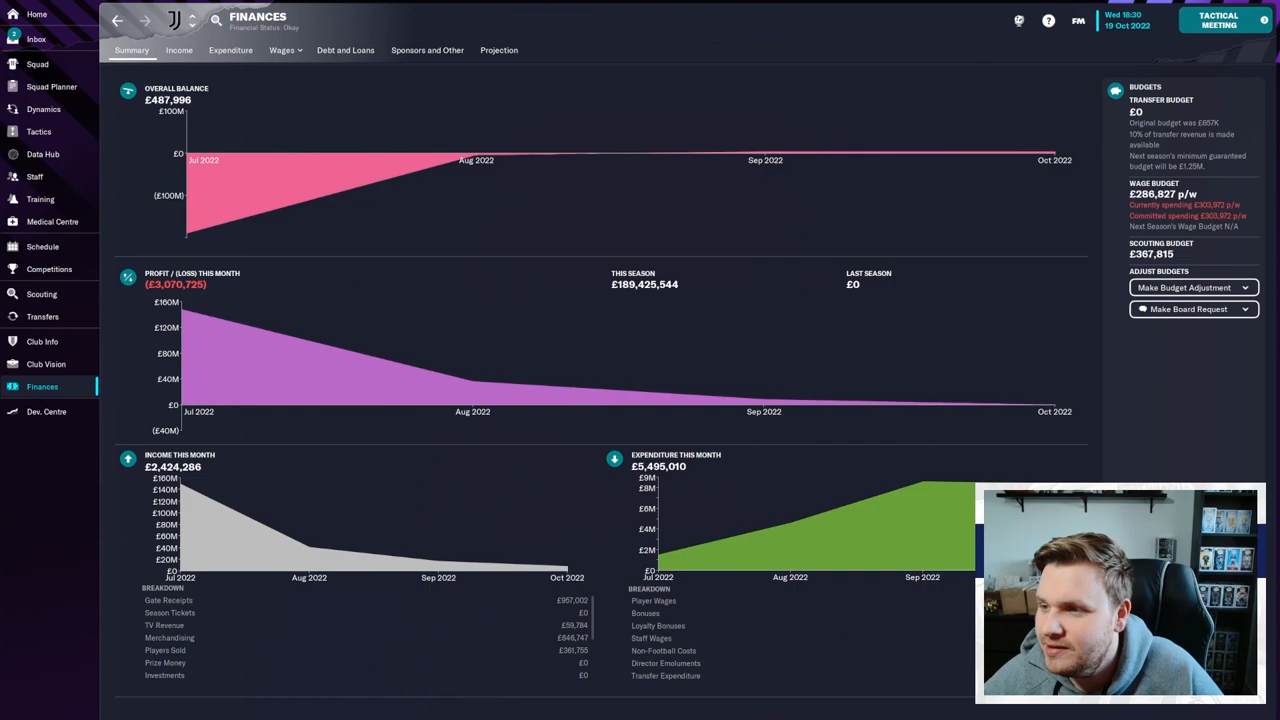 Home
2
Inbox
Squad
Squad Planner
Dynamics
Tactics
Data Hub
Staff
Training
Medical Centre
Schedule
Competitions
Scouting
Transfers
Club Info
Club Vision
Finances
Dev. Centre
FINANCES
Financial Status: Okay
?
FM
Wed 18:30
19 Oct 2022
TACTICAL
MEETING
Summary
Income
Expenditure
Wages
Debt and Loans
Sponsors and Other
Projection
OVERALL BALANCE
£487,996
£100M
£0
(£100M)
Jul 2022
Aug 2022
Sep 2022
Oct 2022
PROFIT / (LOSS) THIS MONTH
(£3,070,725)
THIS SEASON
£189,425,544
LAST SEASON
£0
£160M
£120M
£80M
£40M
£0
(£40M)
Jul 2022
Aug 2022
Sep 2022
Oct 2022
INCOME THIS MONTH
£2,424,286
£160M
£140M
£120M
£100M
£80M
£60M
£40M
£20M
£0
Jul 2022
Aug 2022
Sep 2022
Oct 2022
BREAKDOWN
Gate Receipts £957,002
Season Tickets £0
TV Revenue £59,784
Merchandising £646,747
Players Sold £361,755
Prize Money £0
Investments £0
EXPENDITURE THIS MONTH
£5,495,010
£9M
£8M
£6M
£4M
£2M
£0
Jul 2022
Aug 2022
Sep 2022
BREAKDOWN
Player Wages
Bonuses
Loyalty Bonuses
Staff Wages
Non-Football Costs
Director Emoluments
Transfer Expenditure
BUDGETS
TRANSFER BUDGET
£0
Original budget was £657K
10% of transfer revenue is made
available
Next season's minimum guaranteed
budget will be £1.25M.
WAGE BUDGET
£286,827 p/w
Currently spending £303,972 p/w
Committed spending £303,972 p/w
Next Season's Wage Budget N/A
SCOUTING BUDGET
£367,815
ADJUST BUDGETS
Make Budget Adjustment
Make Board Request